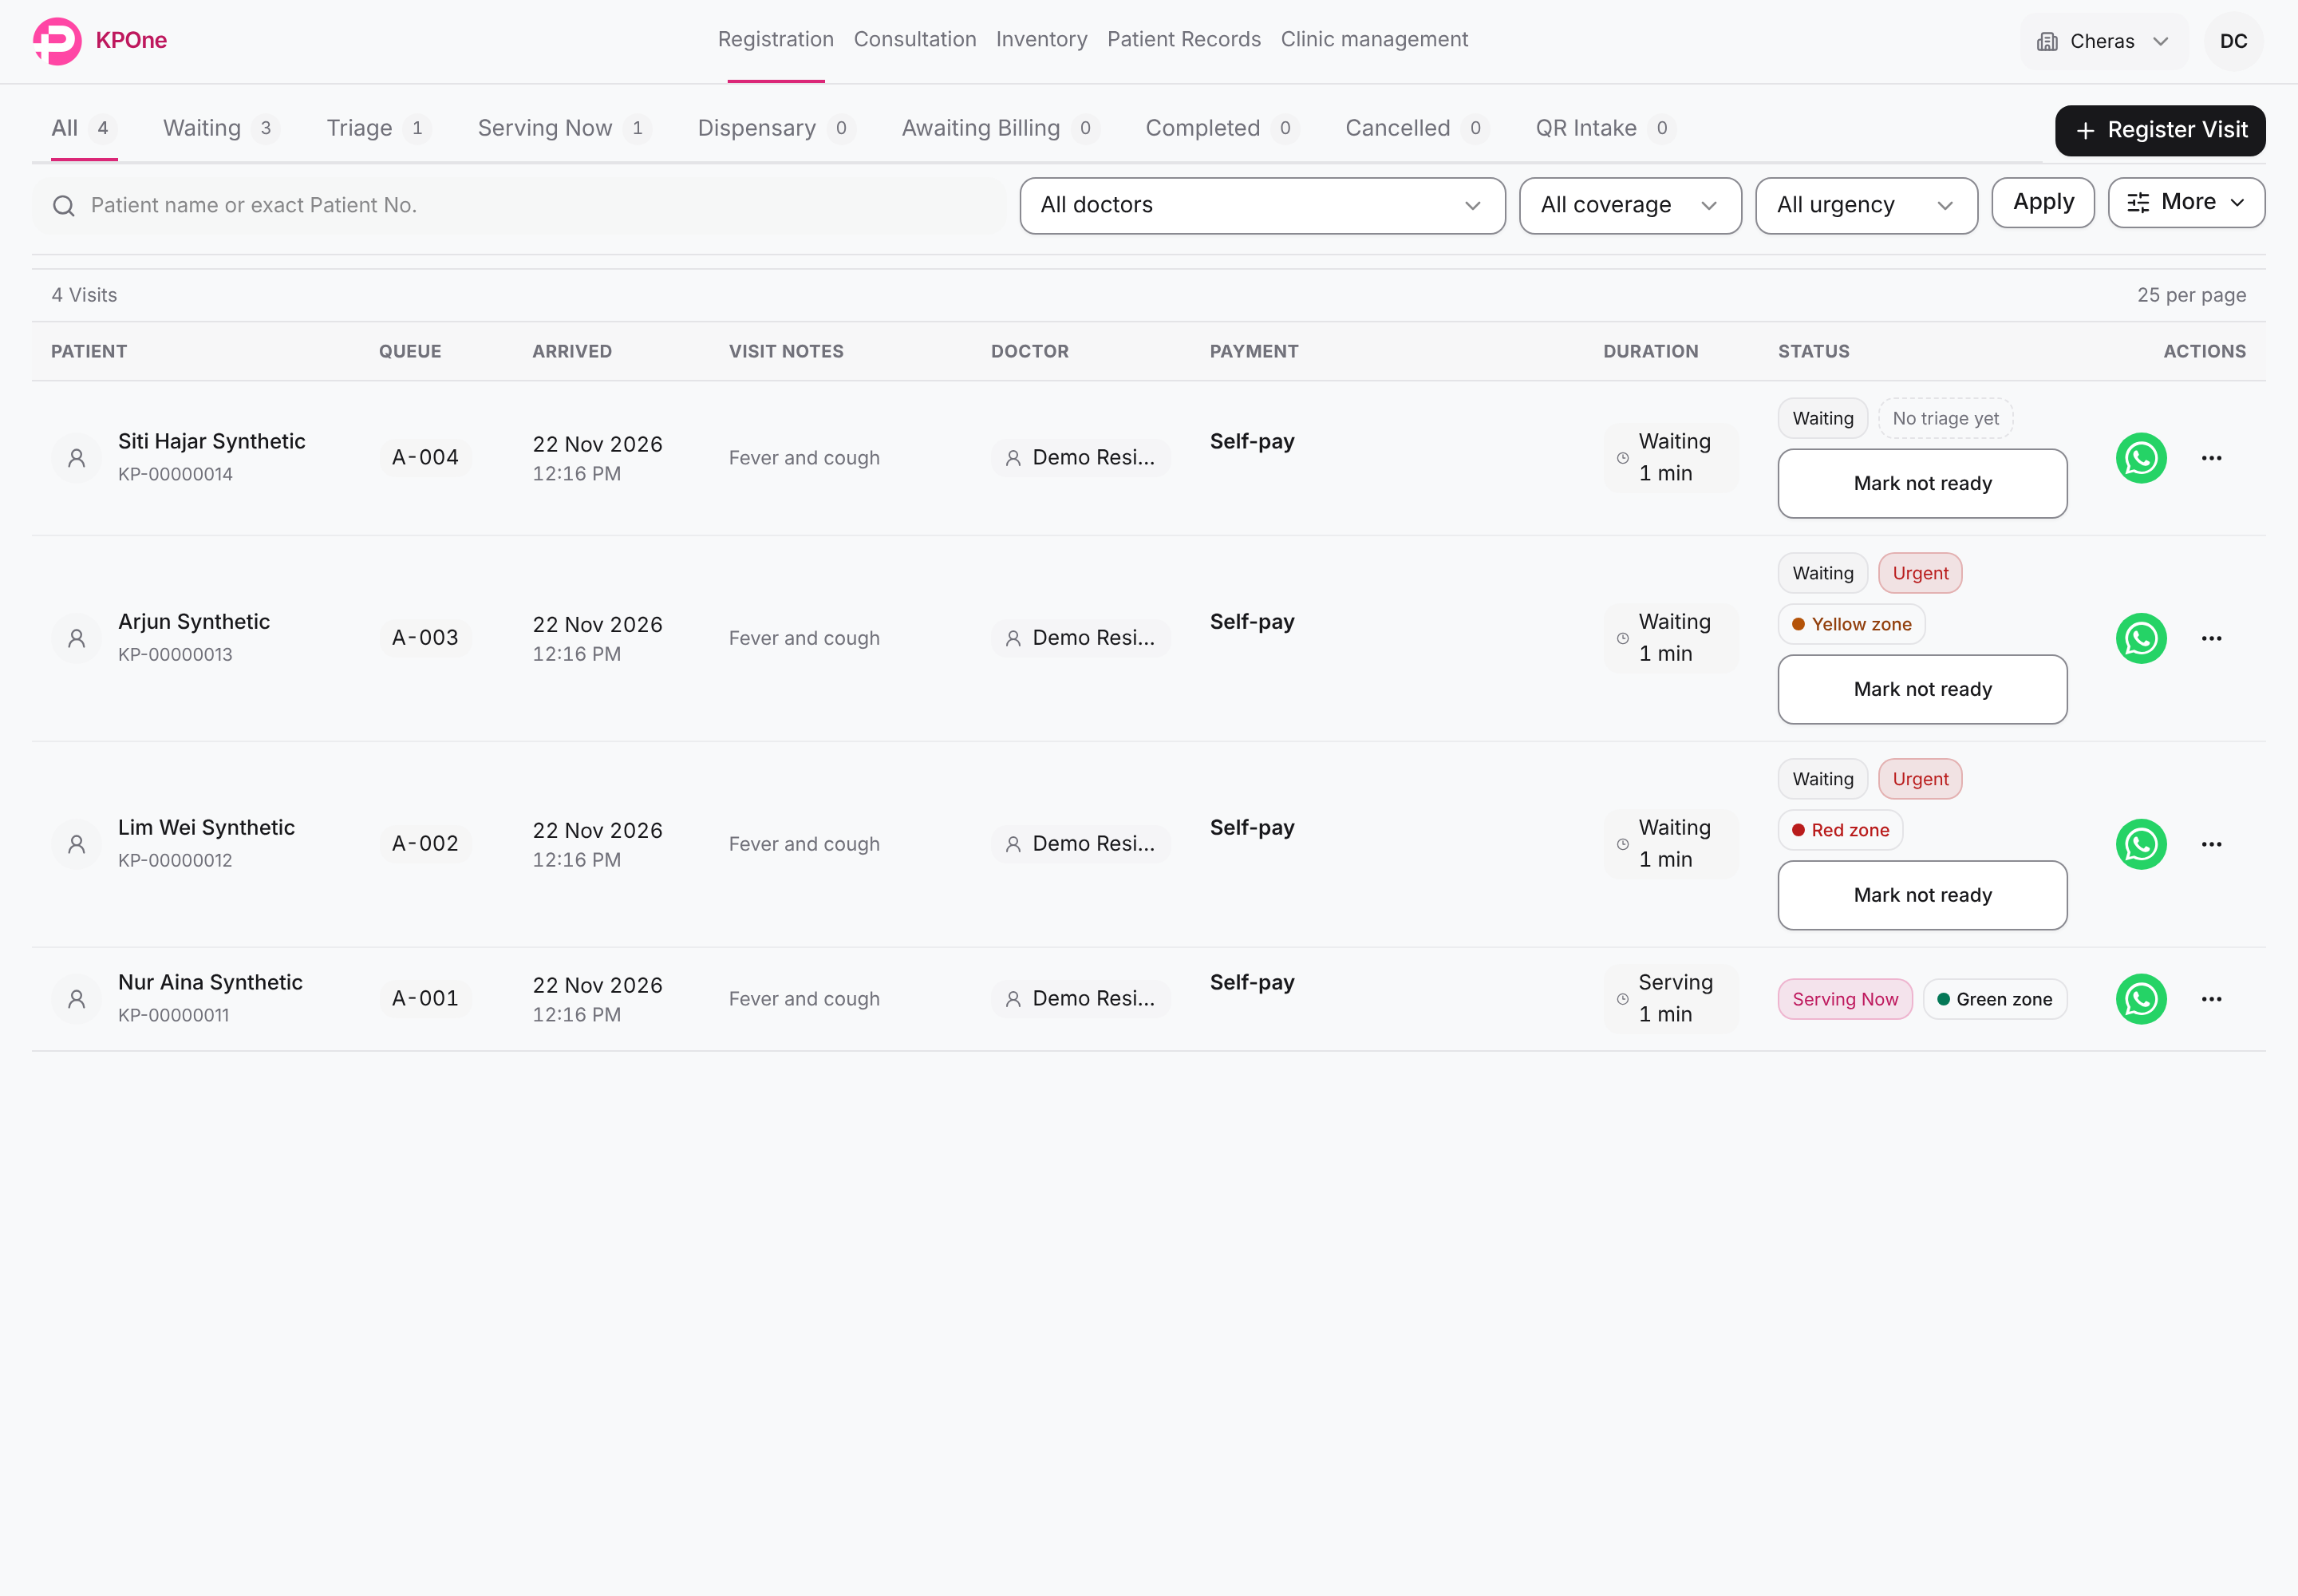 KPOne
Registration Consultation Inventory Patient Records Clinic management
Cheras
DC
All 4 Waiting 3 Triage 1 Serving Now 1 Dispensary 0 Awaiting Billing 0 Completed 0 Cancelled 0 QR Intake 0
+ Register Visit
Patient name or exact Patient No.
All doctors
All coverage
All urgency
Apply
More
4 Visits
25 per page
PATIENT QUEUE ARRIVED VISIT NOTES DOCTOR PAYMENT DURATION STATUS ACTIONS
Siti Hajar Synthetic
KP-00000014
A-004
22 Nov 2026
12:16 PM
Fever and cough
Demo Resi...
Self-pay
Waiting
1 min
Waiting No triage yet
Mark not ready
Arjun Synthetic
KP-00000013
A-003
22 Nov 2026
12:16 PM
Fever and cough
Demo Resi...
Self-pay
Waiting
1 min
Waiting Urgent
Yellow zone
Mark not ready
Lim Wei Synthetic
KP-00000012
A-002
22 Nov 2026
12:16 PM
Fever and cough
Demo Resi...
Self-pay
Waiting
1 min
Waiting Urgent
Red zone
Mark not ready
Nur Aina Synthetic
KP-00000011
A-001
22 Nov 2026
12:16 PM
Fever and cough
Demo Resi...
Self-pay
Serving
1 min
Serving Now Green zone